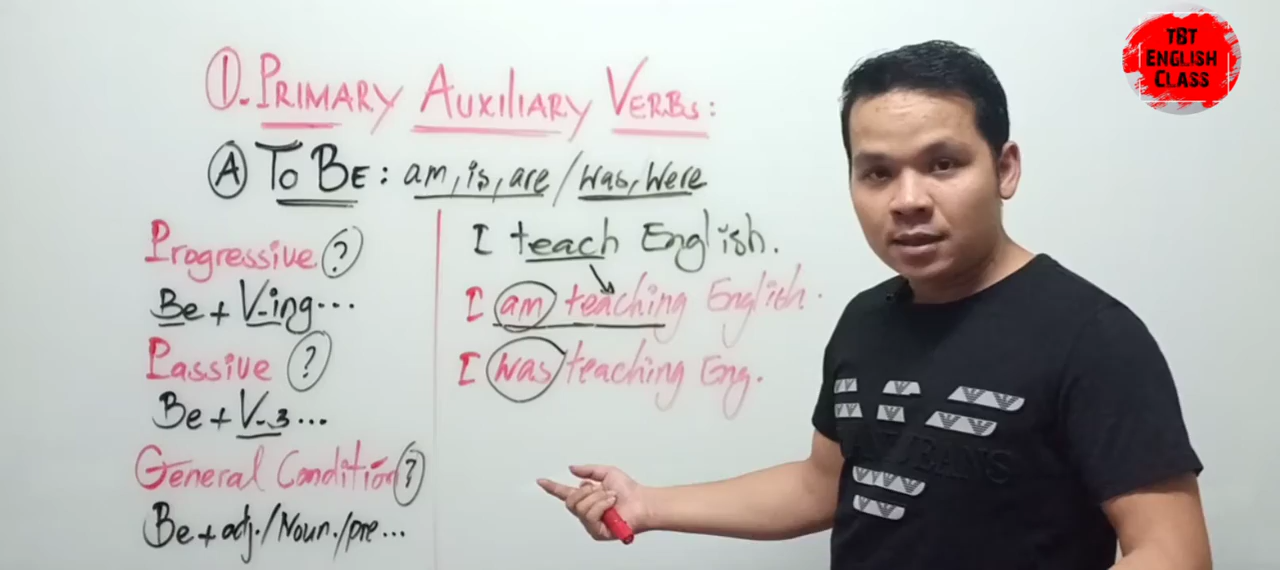 1. PRIMARY AUXILIARY VERBS:
A TO BE: am, is, are / was, were
Progressive ?
Be + V-ing...
Passive ?
Be + V-3...
General Condition ?
Be + adj./Noun./pre...
I teach English.
I am teaching English.
I was teaching Eng.
TBT
ENGLISH
CLASS
JEANS